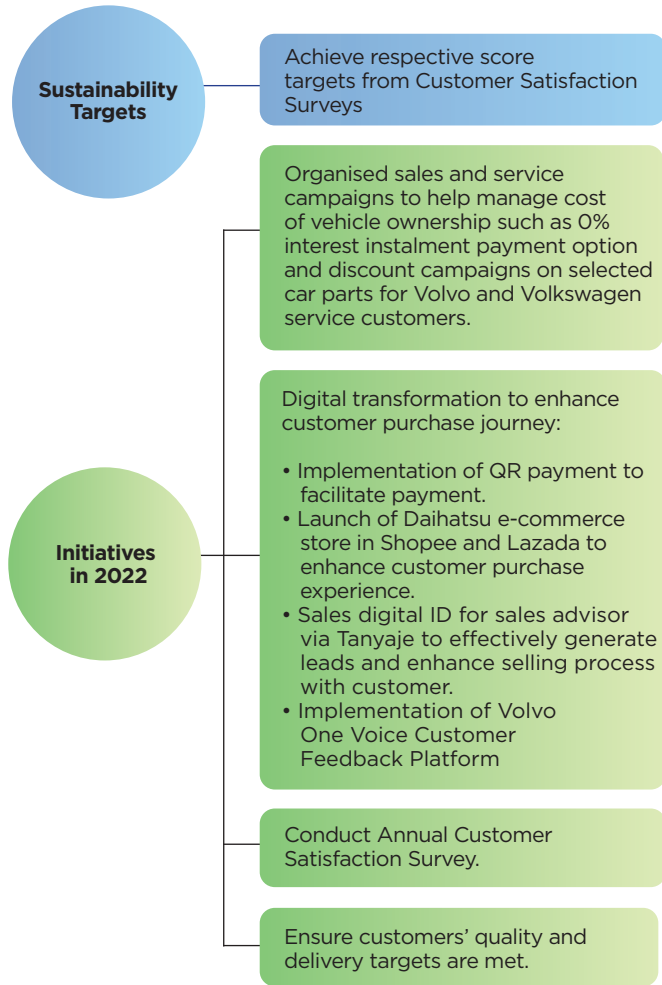 Sustainability
Targets
Achieve respective score
targets from Customer Satisfaction
Surveys
Initiatives
in 2022
Organised sales and service
campaigns to help manage cost
of vehicle ownership such as 0%
interest instalment payment option
and discount campaigns on selected
car parts for Volvo and Volkswagen
service customers.
Digital transformation to enhance
customer purchase journey:
• Implementation of QR payment to
facilitate payment.
• Launch of Daihatsu e-commerce
store in Shopee and Lazada to
enhance customer purchase
experience.
• Sales digital ID for sales advisor
via Tanyaje to effectively generate
leads and enhance selling process
with customer.
• Implementation of Volvo
One Voice Customer
Feedback Platform
Conduct Annual Customer
Satisfaction Survey.
Ensure customers’ quality and
delivery targets are met.